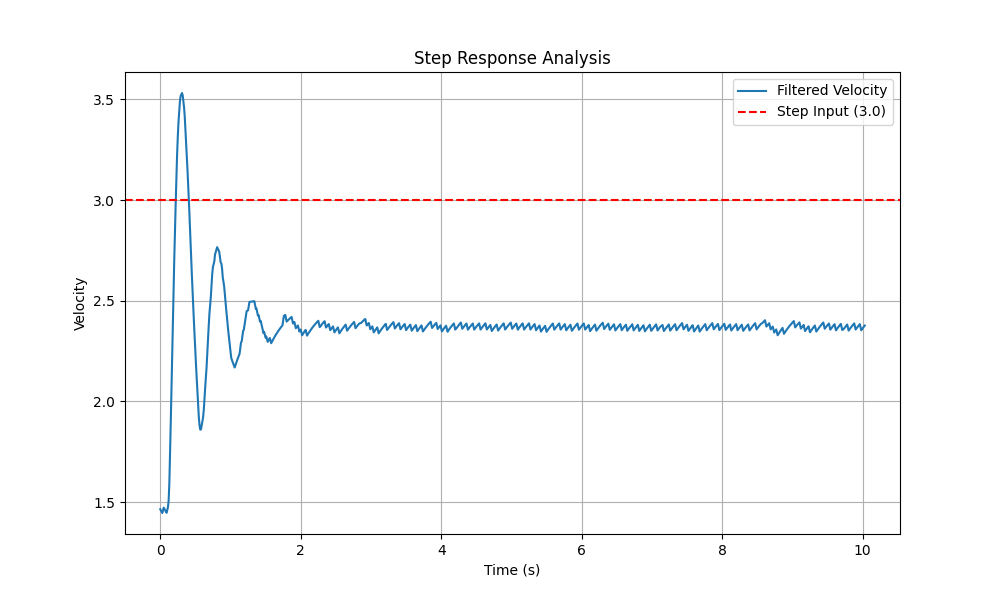 Step Response Analysis
Filtered Velocity
Step Input (3.0)
3.5
3.0
2.5
2.0
1.5
Velocity
0 2 4 6 8 10
Time (s)